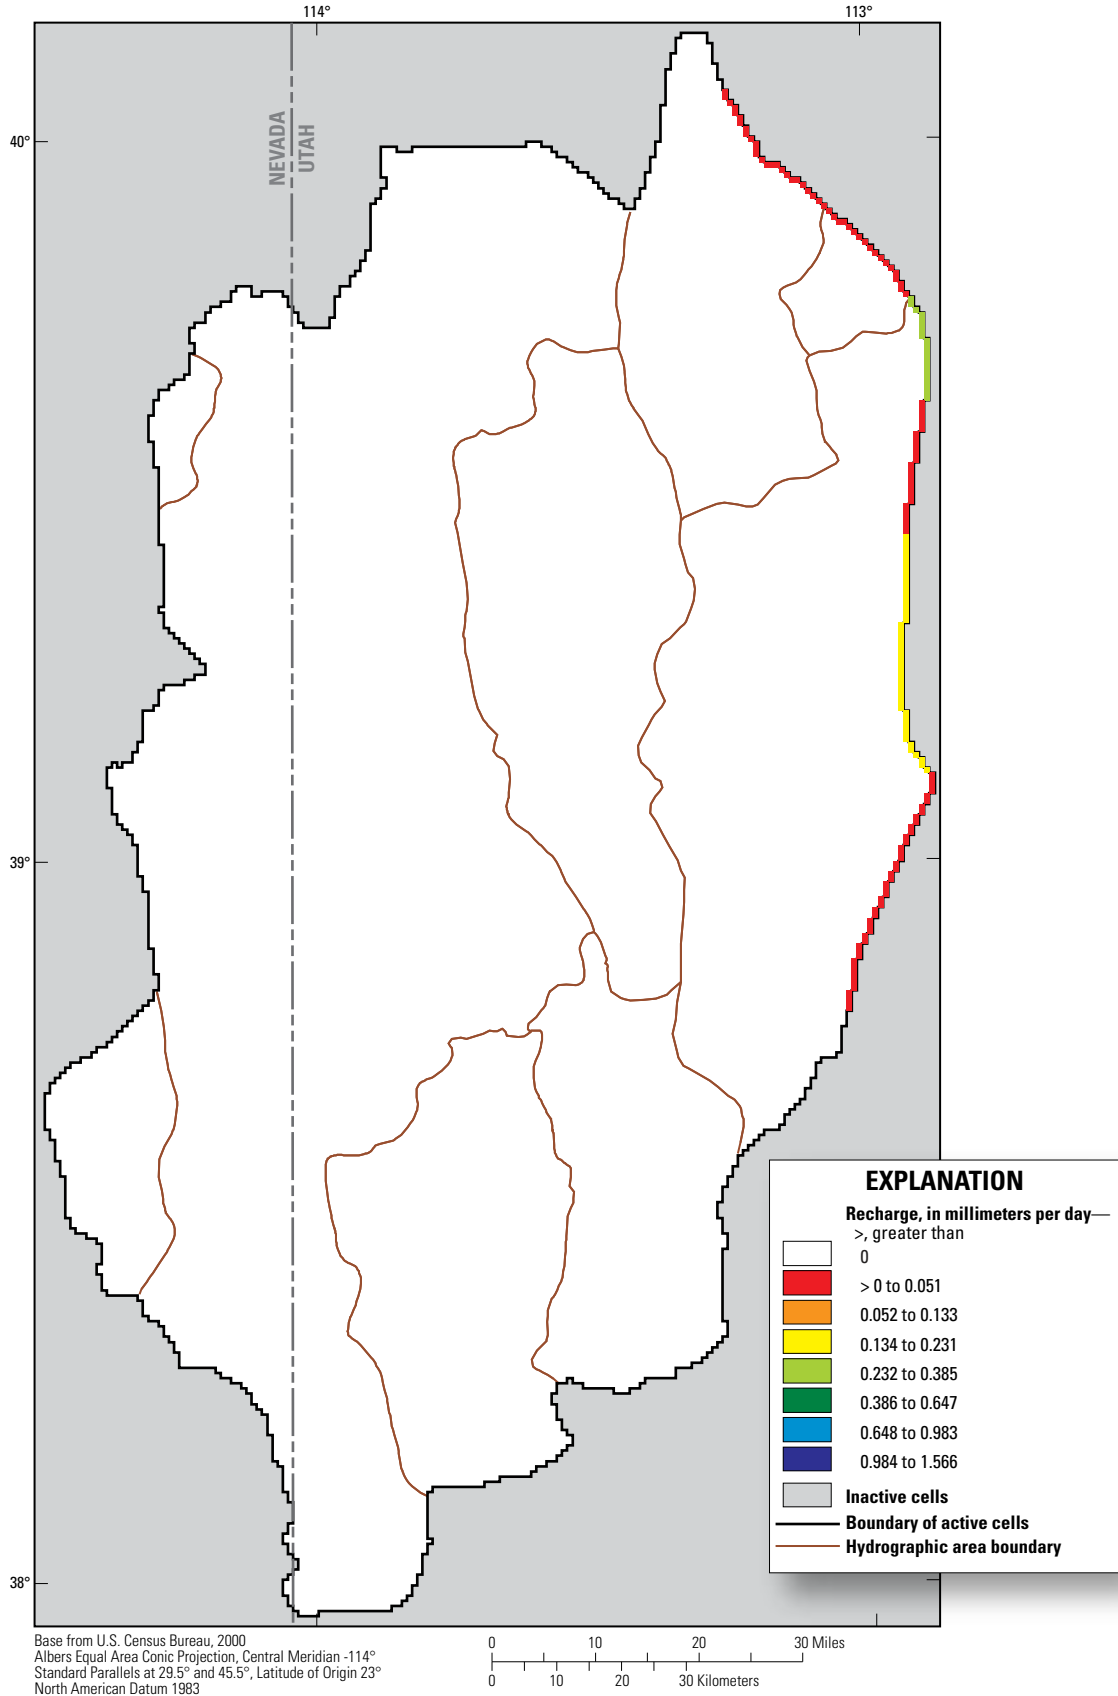 114°
113°
40°
NEVADA
UTAH
39°
EXPLANATION
Recharge, in millimeters per day—
>, greater than
0
> 0 to 0.051
0.052 to 0.133
0.134 to 0.231
0.232 to 0.385
0.386 to 0.647
0.648 to 0.983
0.984 to 1.566
Inactive cells
Boundary of active cells
Hydrographic area boundary
38°
Base from U.S. Census Bureau, 2000
Albers Equal Area Conic Projection, Central Meridian -114°
Standard Parallels at 29.5° and 45.5°, Latitude of Origin 23°
North American Datum 1983
0 10 20 30 Miles
0 10 20 30 Kilometers